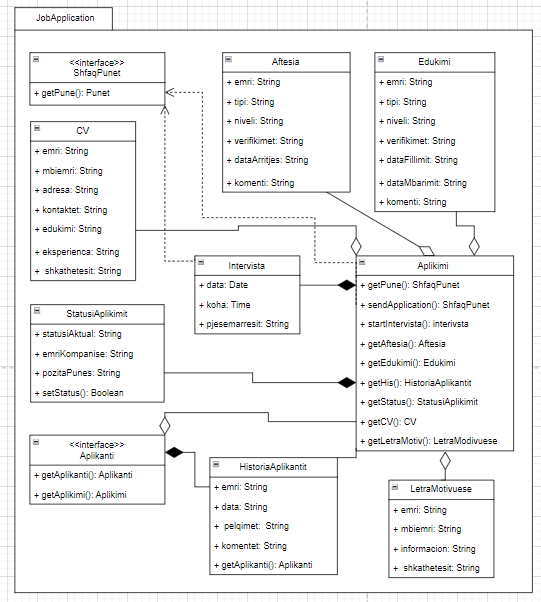 JobApplication
<<interface>>
ShfaqPunet
+ getPune(): Punet
Aftesia
+ emri: String
+ tipi: String
+ niveli: String
+ verifikimet: String
+ dataArritjes: String
+ komenti: String
Edukimi
+ emri: String
+ tipi: String
+ niveli: String
+ verifikimet: String
+ dataFillimit: String
+ dataMbarimit: String
+ komenti: String
CV
+ emri: String
+ mbiemri: String
+ adresa: String
+ kontaktet: String
+ edukimi: String
+ eksperienca: String
+ shkathetesit: String
Intervista
+ data: Date
+ koha: Time
+ pjesemarresit: String
Aplikimi
+ getPune(): ShfaqPunet
+ sendApplication(): ShfaqPunet
+ startIntervista(): interivsta
+ getAftesia(): Aftesia
+ getEdukimi(): Edukimi
+ getHis(): HistoriaAplikantit
+ getStatus(): StatusiAplikimit
+ getCV(): CV
+ getLetraMotiv(): LetraModivuese
StatusiAplikimit
+ statusiAktual: String
+ emriKompanise: String
+ pozitaPunes: String
+ setStatus(): Boolean
<<interface>>
Aplikanti
+ getAplikanti(): Aplikanti
+ getAplikimi(): Aplikimi
HistoriaAplikantit
+ emri: String
+ data: String
+ pelqimet: String
+ komentet: String
+ getAplikanti(): Aplikanti
LetraMotivuese
+ emri: String
+ mbiemri: String
+ informacion: String
+ shkathetesit: String